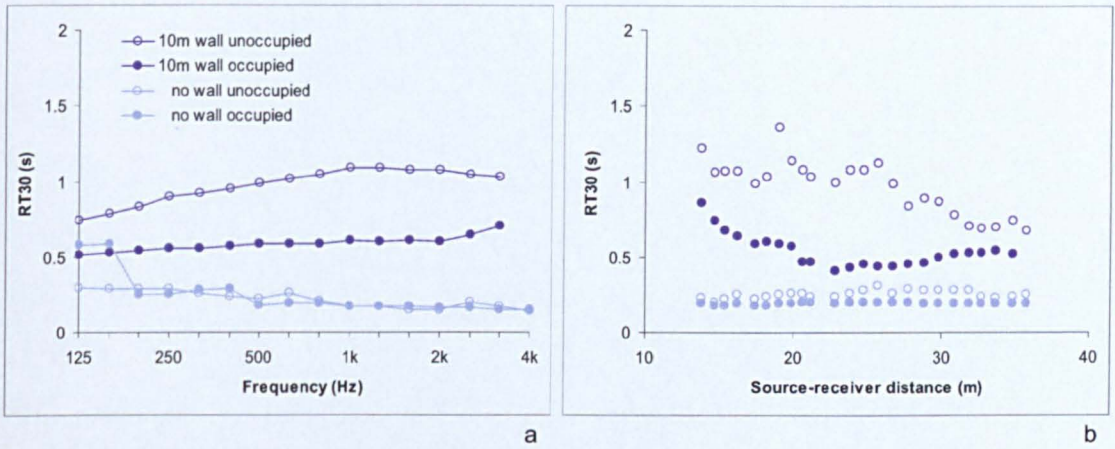 2
1.5
1
0.5
0
RT30 (s)
10m wall unoccupied
10m wall occupied
no wall unoccupied
no wall occupied
125 250 500 1k 2k 4k
Frequency (Hz)
a
2
1.5
1
0.5
0
RT30 (s)
10 20 30 40
Source-receiver distance (m)
b